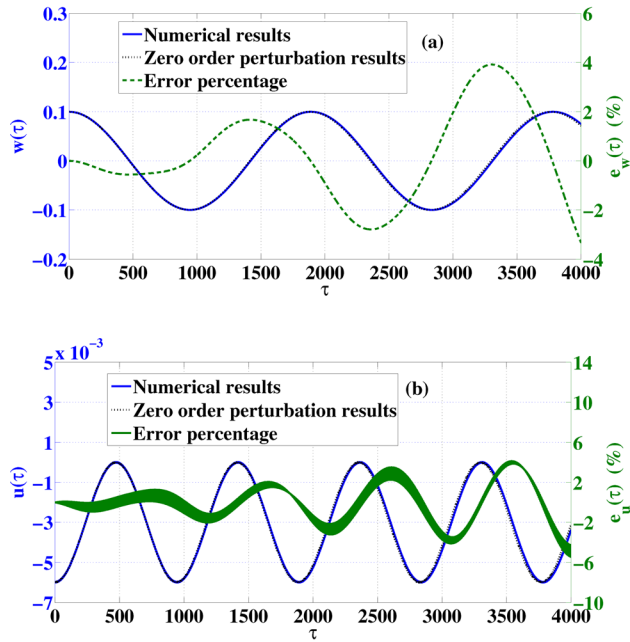 0.3
0.2
0.1
0
−0.1
−0.2
w(τ)
Numerical results
Zero order perturbation results
Error percentage
(a)
6
4
2
0
−2
−4
e_w(τ) (%)
0 500 1000 1500 2000 2500 3000 3500 4000
τ
x 10⁻³
5
3
1
−1
−3
−5
−7
u(τ)
Numerical results
Zero order perturbation results
Error percentage
(b)
14
10
6
2
−2
−6
−10
e_u(τ) (%)
0 500 1000 1500 2000 2500 3000 3500 4000
τ